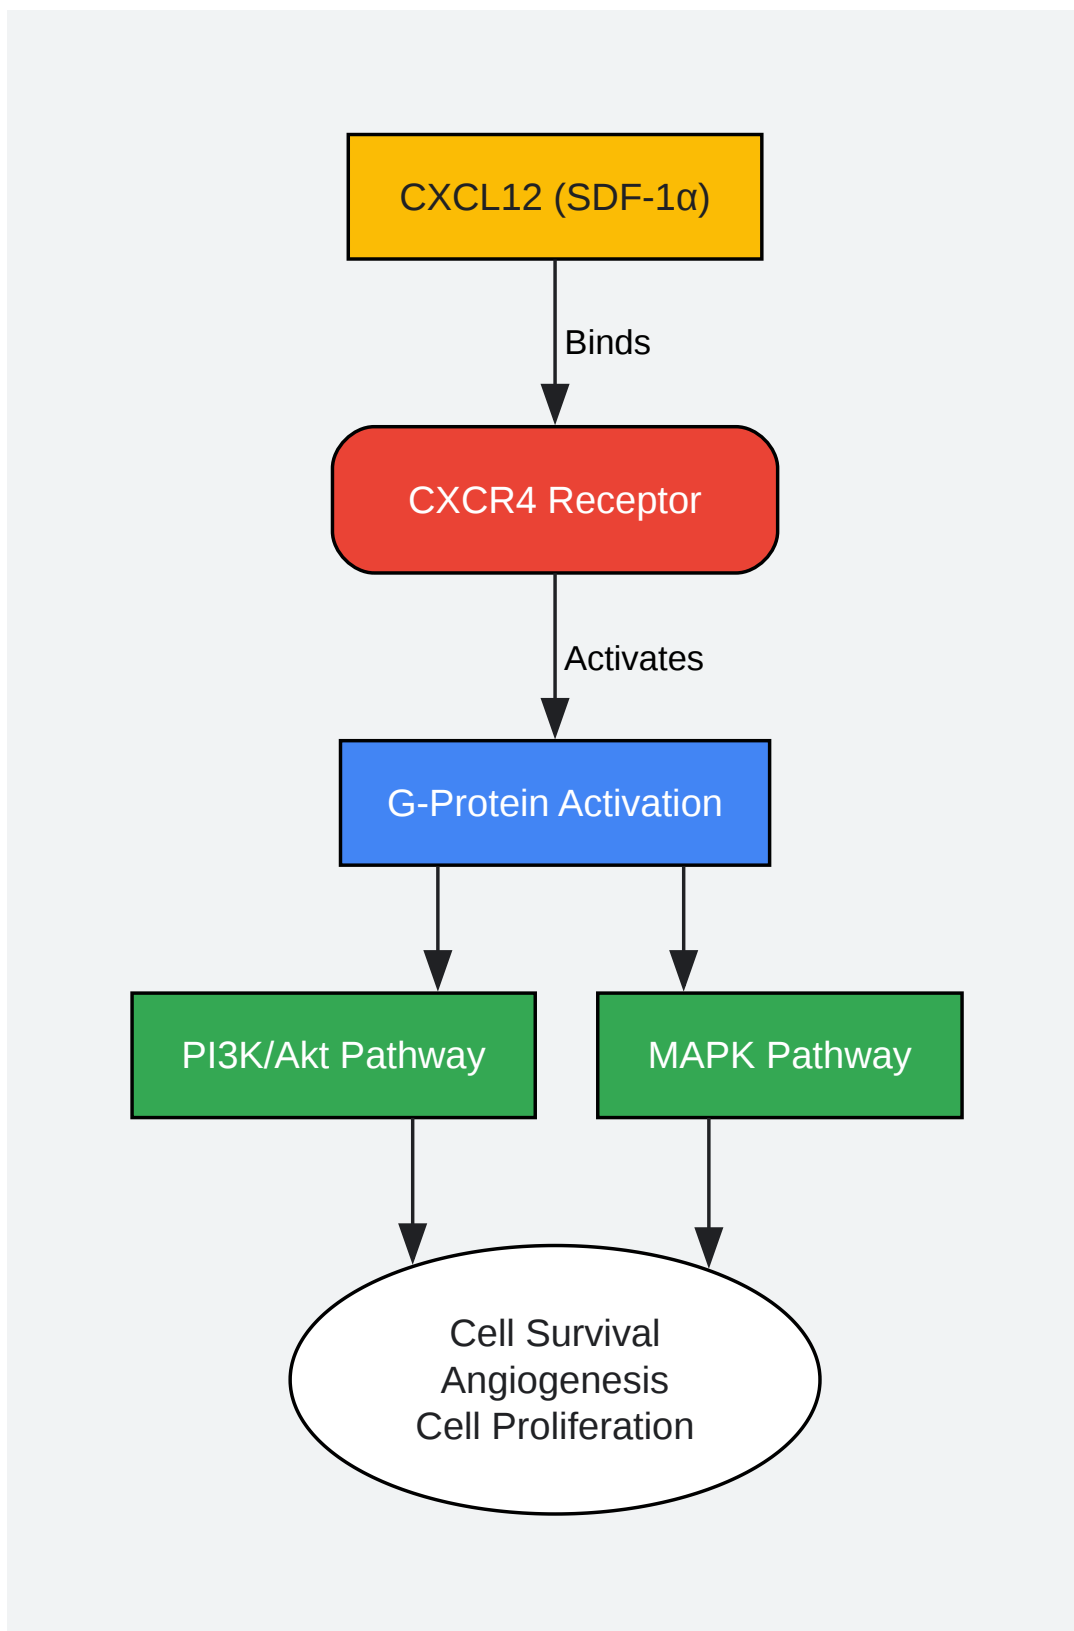 CXCL12 (SDF-1α)
Binds
CXCR4 Receptor
Activates
G-Protein Activation
PI3K/Akt Pathway
MAPK Pathway
Cell Survival
Angiogenesis
Cell Proliferation